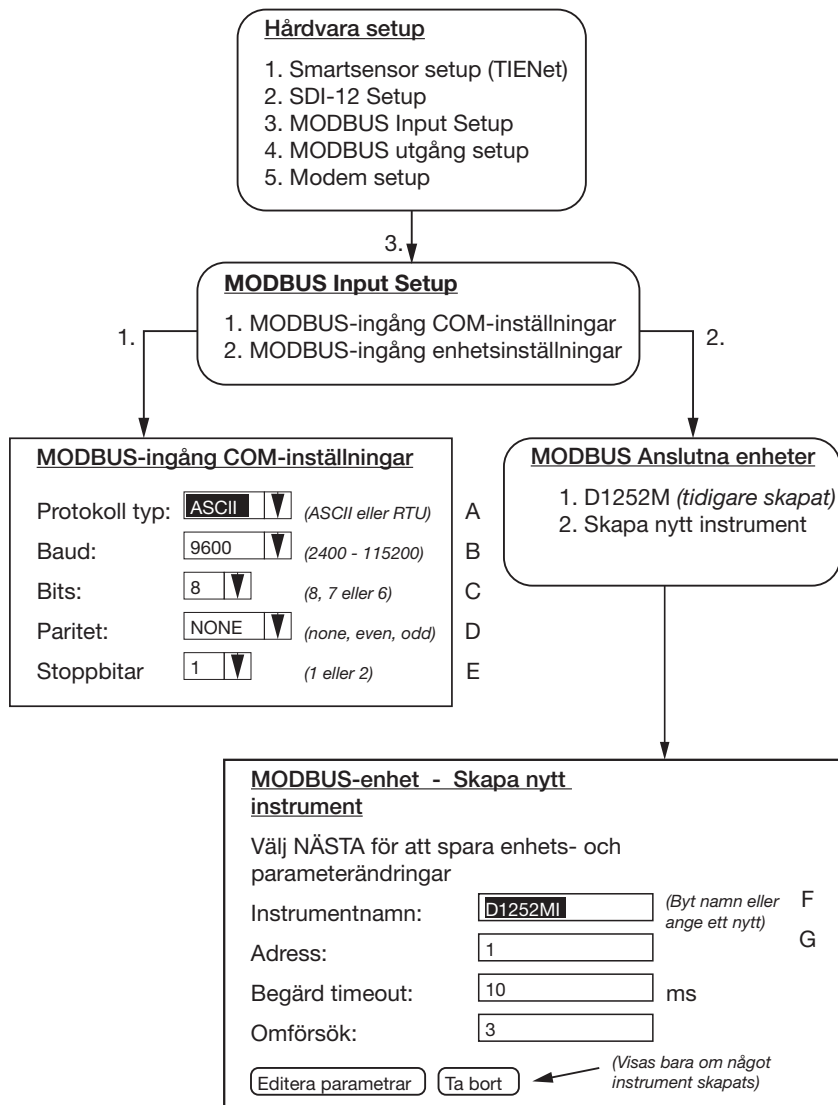 Hårdvara setup
1. Smartsensor setup (TIENet)
2. SDI-12 Setup
3. MODBUS Input Setup
4. MODBUS utgång setup
5. Modem setup
3.
MODBUS Input Setup
1. MODBUS-ingång COM-inställningar
2. MODBUS-ingång enhetsinställningar
1.
2.
MODBUS-ingång COM-inställningar
Protokoll typ: ASCII (ASCII eller RTU) A
Baud: 9600 (2400 - 115200) B
Bits: 8 (8, 7 eller 6) C
Paritet: NONE (none, even, odd) D
Stoppbitar 1 (1 eller 2) E
MODBUS Anslutna enheter
1. D1252M (tidigare skapat)
2. Skapa nytt instrument
MODBUS-enhet - Skapa nytt
instrument
Välj NÄSTA för att spara enhets- och
parameterändringar
Instrumentnamn: D1252MI (Byt namn eller F
ange ett nytt)
Adress: 1 G
Begärd timeout: 10 ms
Omförsök: 3
Editera parametrar Ta bort (Visas bara om något
instrument skapats)